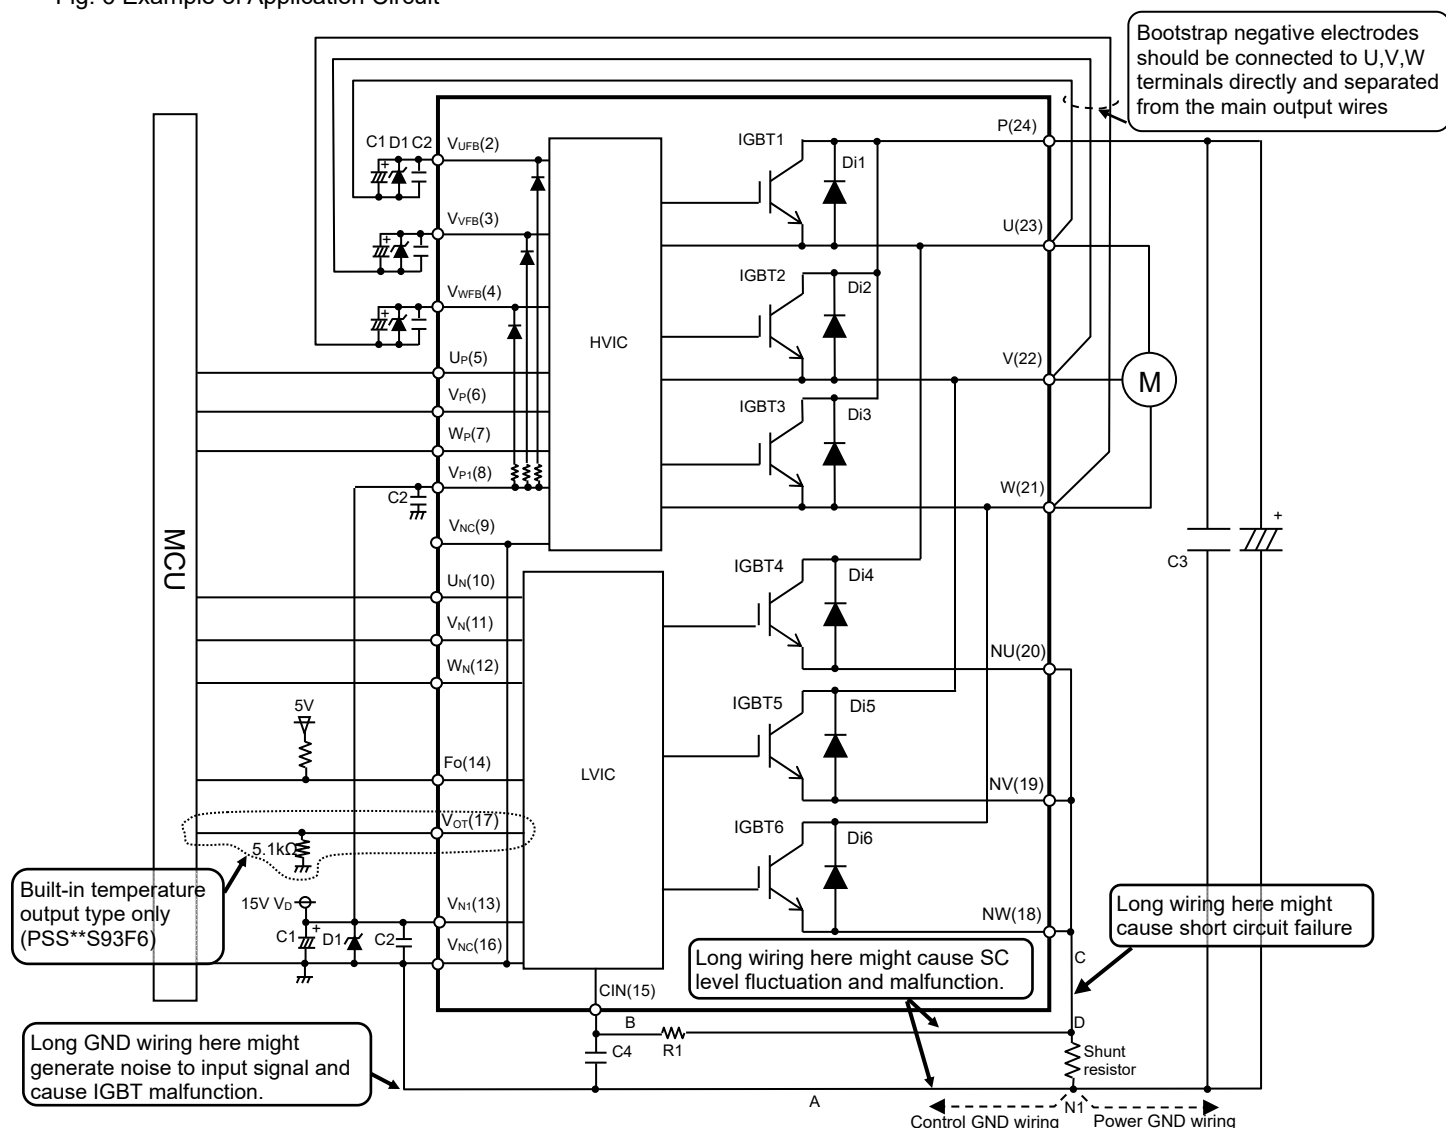 Fig. 6 Example of Application Circuit
Bootstrap negative electrodes
should be connected to U,V,W
terminals directly and separated
from the main output wires
C1 D1 C2
+
VUFB(2)
IGBT1
Di1
P(24)
+
VVFB(3)
U(23)
IGBT2
Di2
+
VWFB(4)
HVIC
UP(5)
V(22)
M
VP(6)
IGBT3
Di3
WP(7)
VP1(8)
C2
W(21)
+
C3
VNC(9)
MCU
IGBT4
Di4
UN(10)
VN(11)
NU(20)
WN(12)
5V
IGBT5
Di5
Fo(14)
LVIC
NV(19)
VOT(17)
IGBT6
Di6
5.1kΩ
Built-in temperature
output type only
(PSS**S93F6)
15V VD
VN1(13)
NW(18)
Long wiring here might
cause short circuit failure
C1
+
D1
C2
VNC(16)
Long wiring here might cause SC
level fluctuation and malfunction.
C
CIN(15)
B
D
R1
C4
Shunt
resistor
Long GND wiring here might
generate noise to input signal and
cause IGBT malfunction.
A
N1
Control GND wiring
Power GND wiring